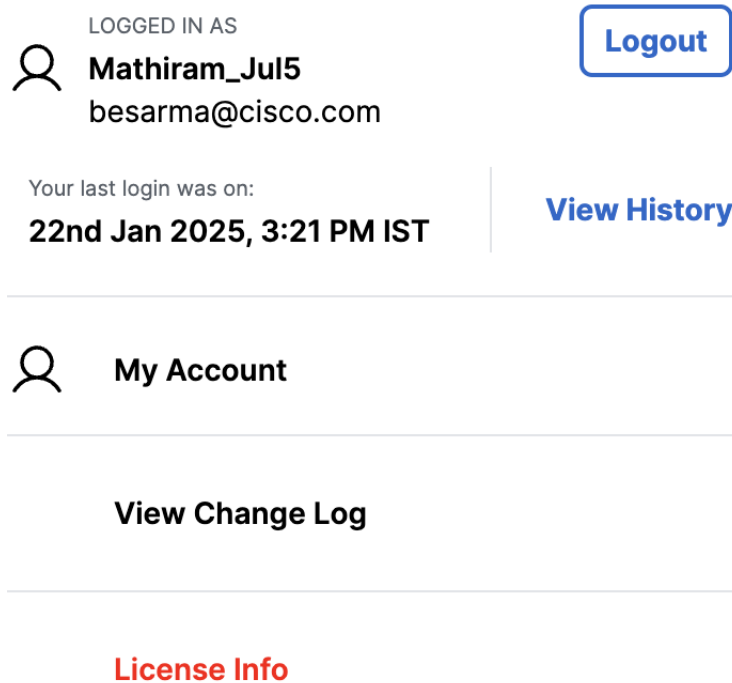 LOGGED IN AS
Mathiram_Jul5
besarma@cisco.com
Logout
Your last login was on:
22nd Jan 2025, 3:21 PM IST
View History
My Account
View Change Log
License Info